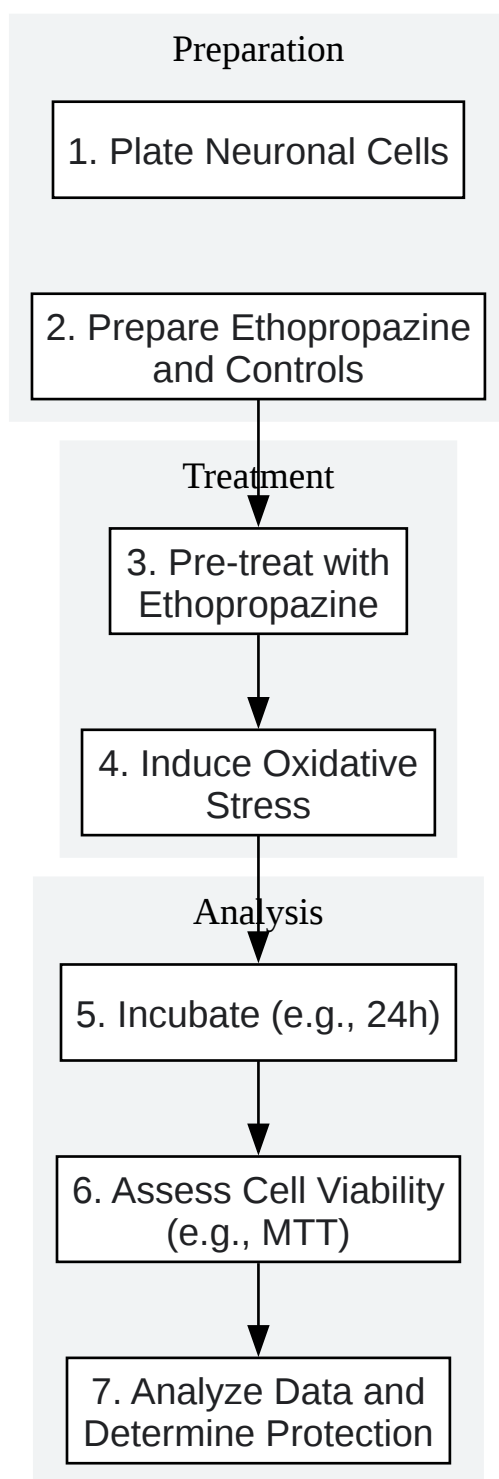 Preparation
1. Plate Neuronal Cells
2. Prepare Ethopropazine
and Controls
Treatment
3. Pre-treat with
Ethopropazine
4. Induce Oxidative
Stress
Analysis
5. Incubate (e.g., 24h)
6. Assess Cell Viability
(e.g., MTT)
7. Analyze Data and
Determine Protection